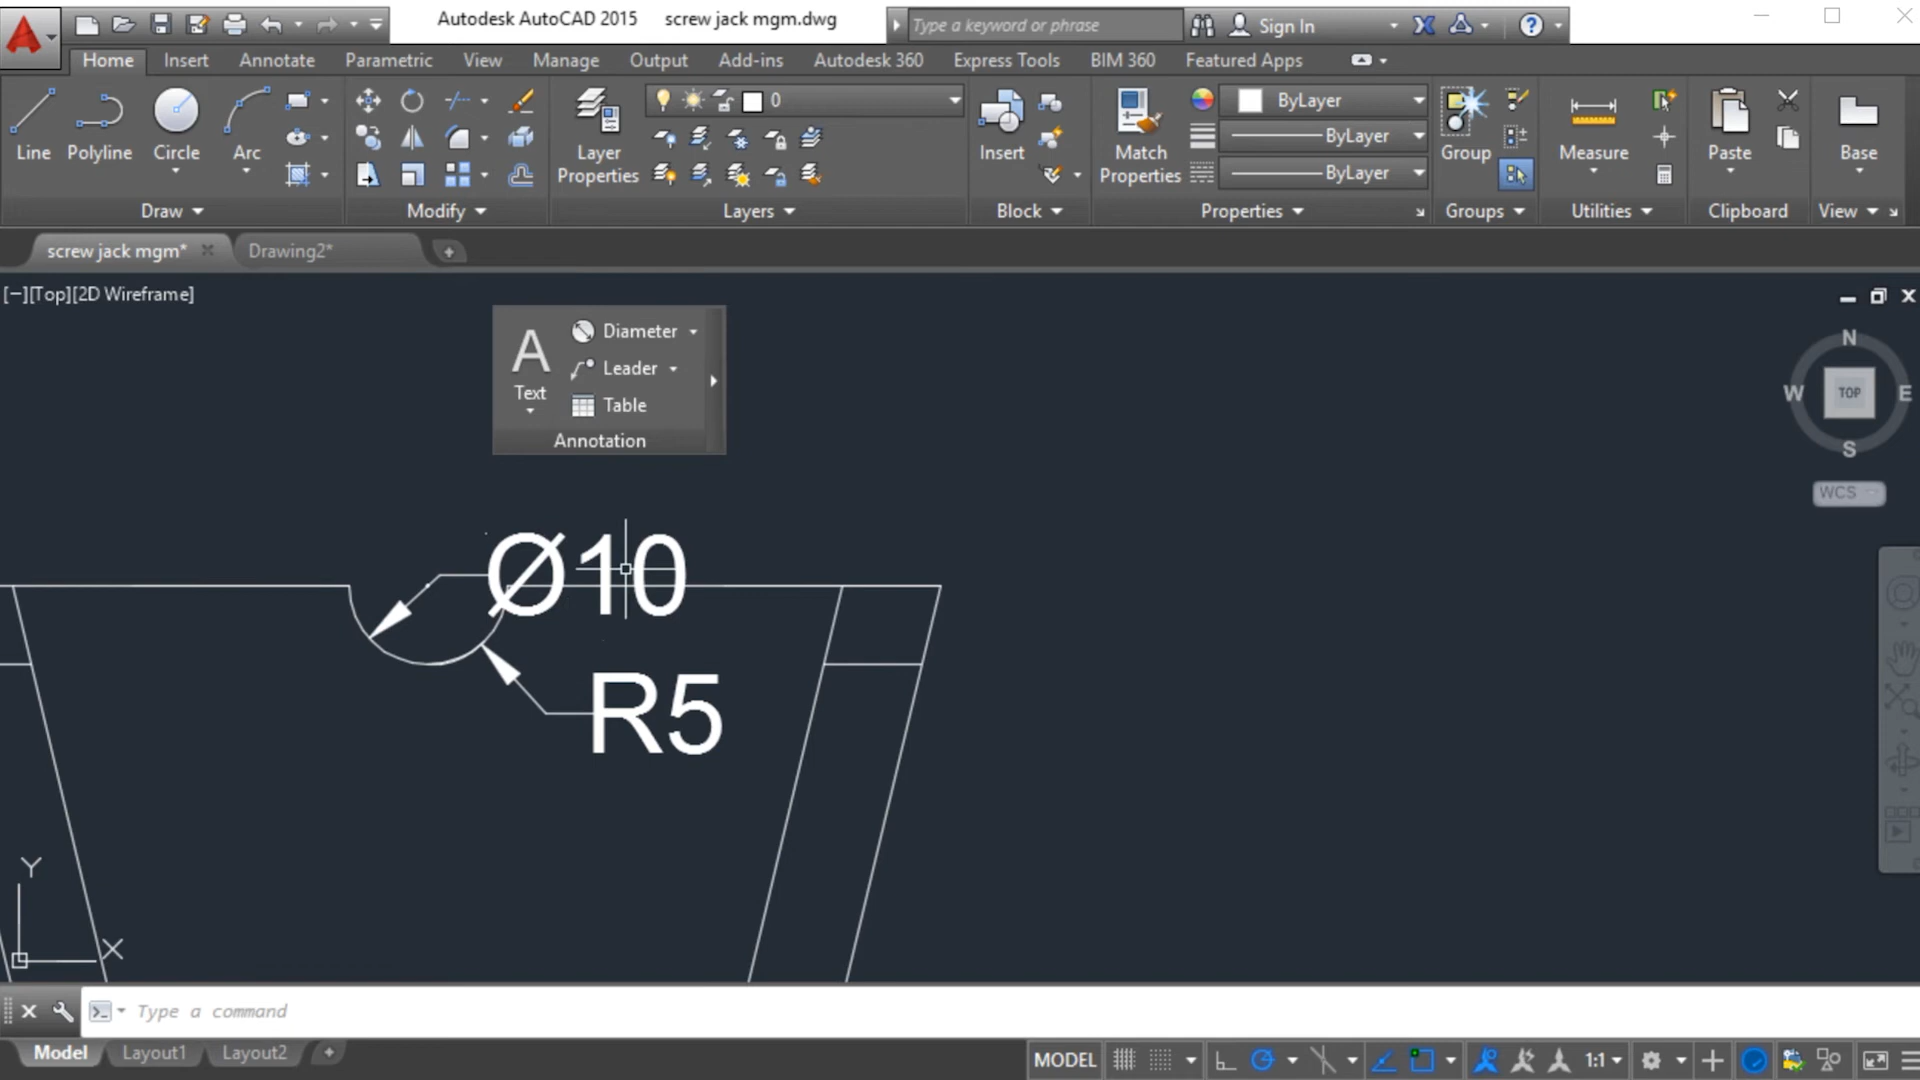 Autodesk AutoCAD 2015 screw jack mgm.dwg
Type a keyword or phrase
Sign In
Home Insert Annotate Parametric View Manage Output Add-ins Autodesk 360 Express Tools BIM 360 Featured Apps
0
ByLayer
ByLayer
ByLayer
Line Polyline Circle Arc
Layer Properties
Insert
Match Properties
Group
Measure
Paste
Base
Draw Modify Layers Block Properties Groups Utilities Clipboard View
screw jack mgm* Drawing2*
[−][Top][2D Wireframe]
Diameter
Leader
Table
A
Text
Annotation
N
W TOP E
S
WCS
Ø10
R5
Y
X
Type a command
Model Layout1 Layout2
MODEL 1:1